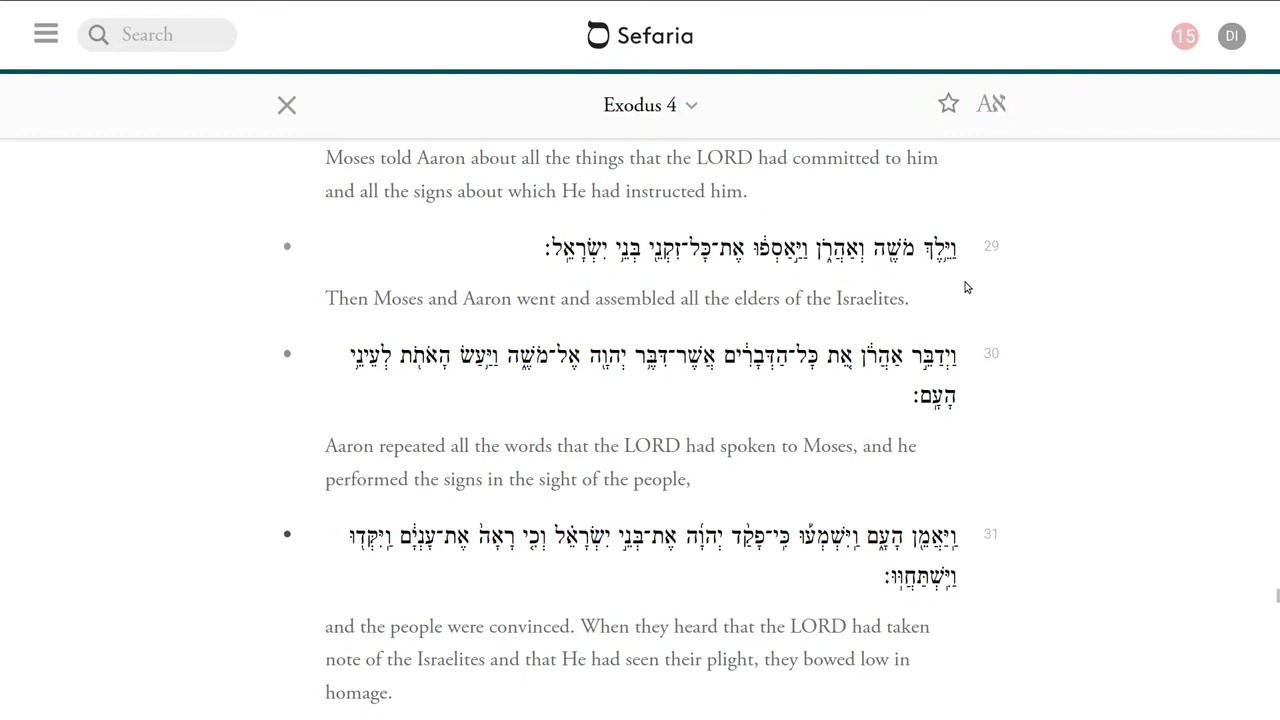 Search
Sefaria
15
DI
Exodus 4
Moses told Aaron about all the things that the LORD had committed to him
and all the signs about which He had instructed him.
29
וַיֵּ֥לֶךְ מֹשֶׁ֖ה וְאַהֲרֹ֑ן וַיַּ֣אַסְפ֔וּ אֶת־כׇּל־זִקְנֵ֖י בְּנֵ֥י יִשְׂרָאֵֽל׃
Then Moses and Aaron went and assembled all the elders of the Israelites.
30
וַיְדַבֵּ֣ר אַהֲרֹ֔ן אֵ֚ת כׇּל־הַדְּבָרִ֔ים אֲשֶׁר־דִּבֶּ֥ר יְהֹוָ֖ה אֶל־מֹשֶׁ֑ה וַיַּ֥עַשׂ הָאֹתֹ֖ת לְעֵינֵ֥י
הָעָֽם׃
Aaron repeated all the words that the LORD had spoken to Moses, and he
performed the signs in the sight of the people,
31
וַֽיַּאֲמֵ֖ן הָעָ֑ם וַֽיִּשְׁמְע֡וּ כִּֽי־פָקַ֨ד יְהֹוָ֜ה אֶת־בְּנֵ֣י יִשְׂרָאֵ֗ל וְכִ֤י רָאָה֙ אֶת־עׇנְיָ֔ם וַֽיִּקְּד֖וּ
וַיִּֽשְׁתַּחֲוֽוּ׃
and the people were convinced. When they heard that the LORD had taken
note of the Israelites and that He had seen their plight, they bowed low in
homage.